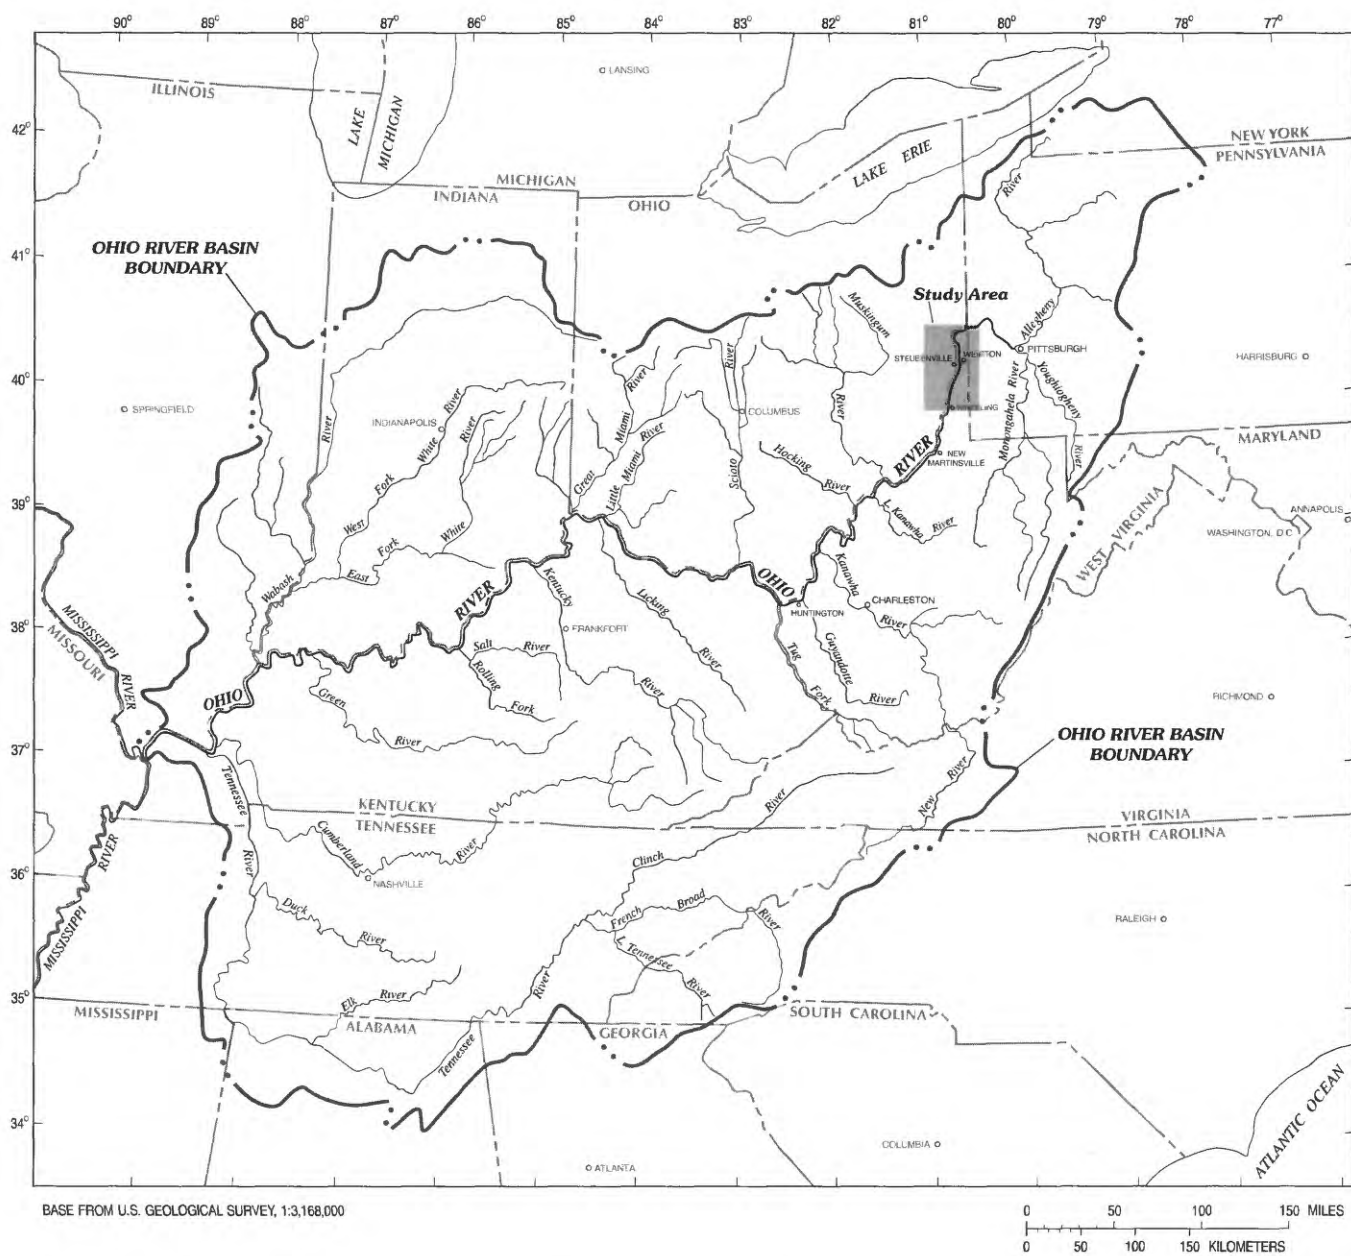 90° 89° 88° 87° 86° 85° 84° 83° 82° 81° 80° 79° 78° 77°
LANSING
ILLINOIS
LAKE
MICHIGAN
42°
NEW YORK
PENNSYLVANIA
LAKE ERIE
MICHIGAN
INDIANA
OHIO
River
41°
OHIO RIVER BASIN
BOUNDARY
Study Area
Muskingum
Allegheny
STEUBENVILLE
WEIRTON
PITTSBURGH
HARRISBURG
40°
River
River
Youghiogheny
Monongahela River
SPRINGFIELD
INDIANAPOLIS
River
White
Fork
West
River
River
Miami
Great
River
Miami
Little
COLUMBUS
River
Scioto
River
MARYLAND
RIVER
NEW
MARTINSVILLE
Hocking
River
River
39°
L. Kanawha
River
WEST VIRGINIA
ANNAPOLIS
WASHINGTON, D.C.
East
Fork
White
Wabash
RIVER
Kentucky
Licking
River
OHIO
Kanawha
CHARLESTON
River
HUNTINGTON
38°
FRANKFORT
MISSISSIPPI
RIVER
MISSOURI
Salt
River
Rolling
Fork
River
Tug
Fork
Guyandotte
River
RICHMOND
OHIO
Green
River
37°
OHIO RIVER BASIN
BOUNDARY
Tennessee
River
KENTUCKY
TENNESSEE
River
New
River
VIRGINIA
NORTH CAROLINA
Cumberland
River
Clinch
MISSISSIPPI
RIVER
36°
NASHVILLE
Duck
River
French
Broad
River
RALEIGH
L. Tennessee
River
River
35°
Elk
River
MISSISSIPPI
ALABAMA
GEORGIA
SOUTH CAROLINA
Tennessee
34°
COLUMBIA
ATLANTA
ATLANTIC OCEAN
BASE FROM U.S. GEOLOGICAL SURVEY, 1:3,168,000
0 50 100 150 MILES
0 50 100 150 KILOMETERS